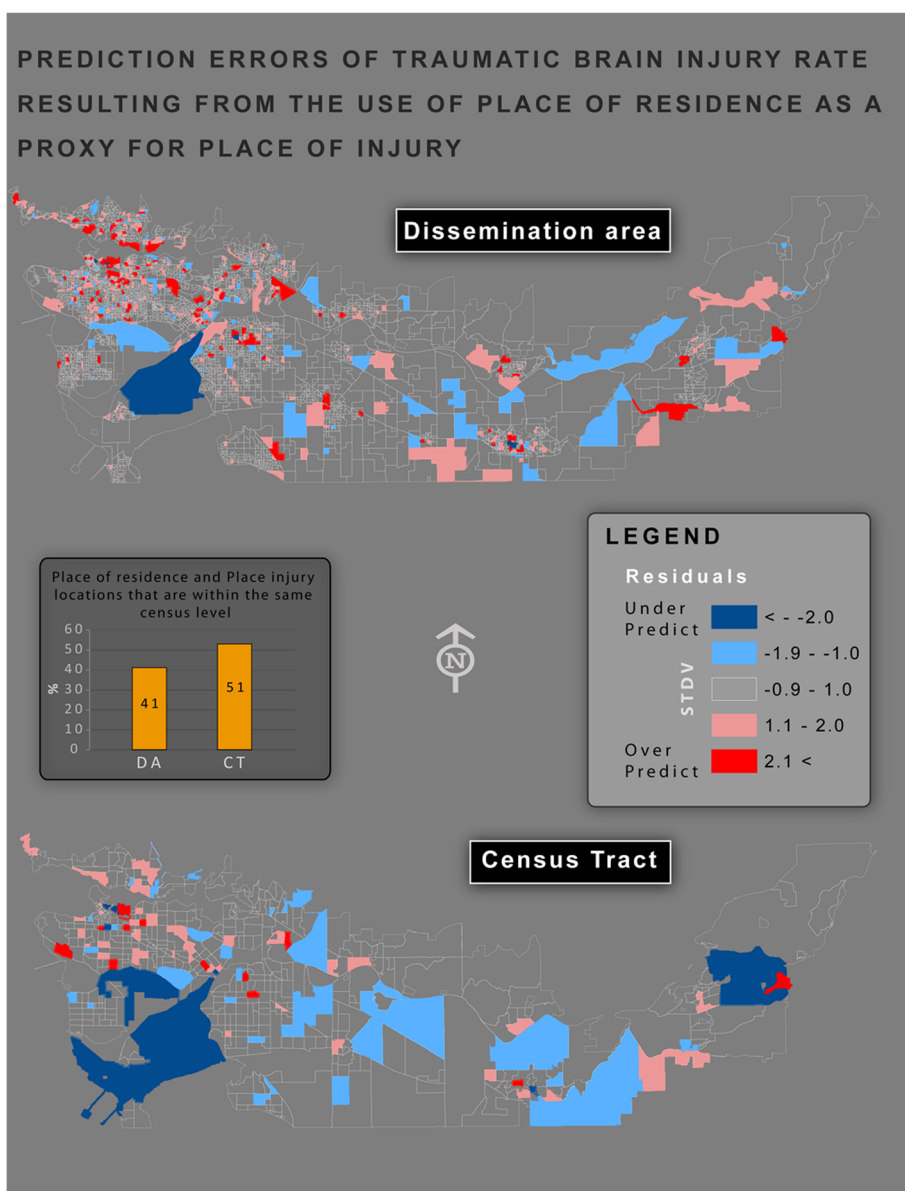 PREDICTION ERRORS OF TRAUMATIC BRAIN INJURY RATE
RESULTING FROM THE USE OF PLACE OF RESIDENCE AS A
PROXY FOR PLACE OF INJURY
Dissemination area
LEGEND
Residuals
Under
Predict
< - -2.0
-1.9 - -1.0
STDV
-0.9 - 1.0
1.1 - 2.0
Over
Predict
2.1 <
Place of residence and Place injury
locations that are within the same
census level
60
50
40
30
20
10
0
%
41
51
DA
CT
N
Census Tract